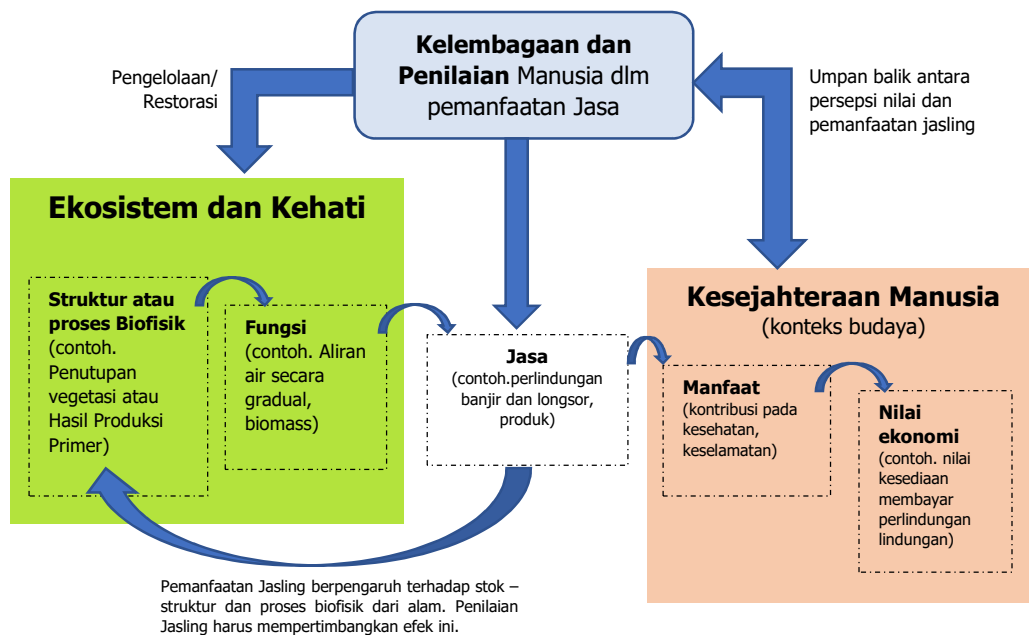 Kelembagaan dan
Penilaian Manusia dlm
pemanfaatan Jasa
Pengelolaan/
Restorasi
Umpan balik antara
persepsi nilai dan
pemanfaatan jasling
Ekosistem dan Kehati
Struktur atau
proses Biofisik
(contoh.
Penutupan
vegetasi atau
Hasil Produksi
Primer)
Fungsi
(contoh. Aliran
air secara
gradual,
biomass)
Jasa
(contoh.perlindungan
banjir dan longsor,
produk)
Kesejahteraan Manusia
(konteks budaya)
Manfaat
(kontribusi pada
kesehatan,
keselamatan)
Nilai
ekonomi
(contoh. nilai
kesediaan
membayar
perlindungan
lindungan)
Pemanfaatan Jasling berpengaruh terhadap stok –
struktur dan proses biofisik dari alam. Penilaian
Jasling harus mempertimbangkan efek ini.